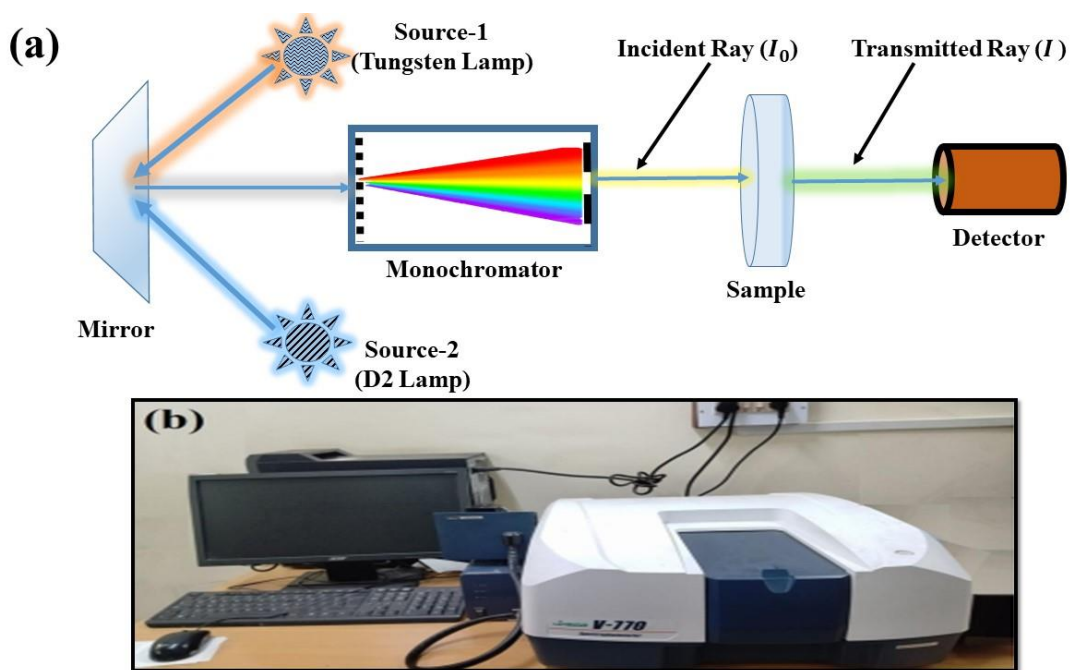 (a)
Source-1
(Tungsten Lamp)
Incident Ray (I₀)
Transmitted Ray (I )
Monochromator
Detector
Sample
Mirror
Source-2
(D2 Lamp)
(b)
V-770